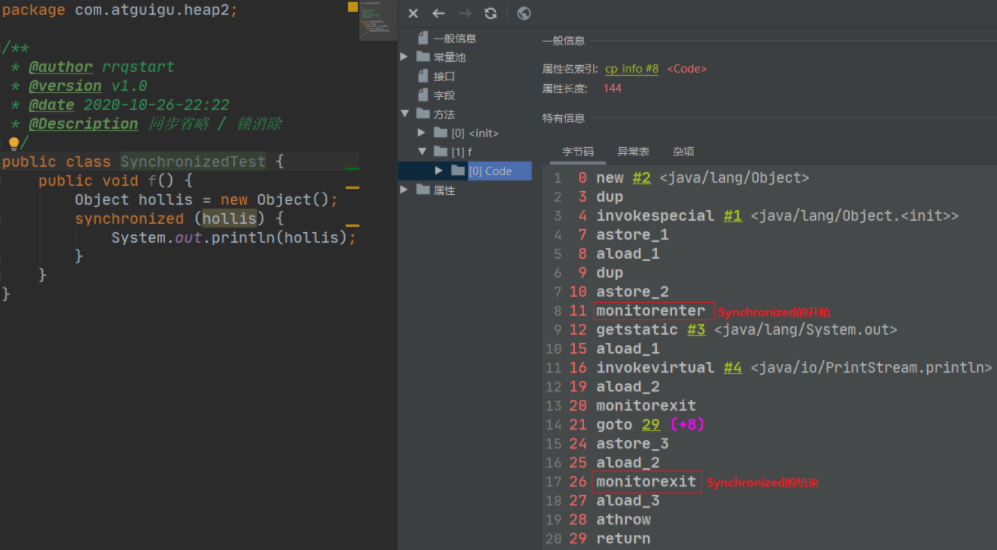 package com.atguigu.heap2;
/**
* @author rrqstart
* @version v1.0
* @date 2020-10-26-22:22
* @Description 同步省略 / 锁消除
*/
public class SynchronizedTest {
public void f() {
Object hollis = new Object();
synchronized (hollis) {
System.out.println(hollis);
}
}
}
一般信息
常量池
接口
字段
方法
[0] <init>
[1] f
[0] Code
属性
一般信息
属性名索引: cp info #8 <Code>
属性长度: 144
特有信息
字节码 异常表 杂项
1 0 new #2 <java/lang/Object>
2 3 dup
3 4 invokespecial #1 <java/lang/Object.<init>>
4 7 astore_1
5 8 aload_1
6 9 dup
7 10 astore_2
8 11 monitorenter Synchronized的开始
9 12 getstatic #3 <java/lang/System.out>
10 15 aload_1
11 16 invokevirtual #4 <java/io/PrintStream.println>
12 19 aload_2
13 20 monitorexit
14 21 goto 29 (+8)
15 24 astore_3
16 25 aload_2
17 26 monitorexit Synchronized的结束
18 27 aload_3
19 28 athrow
20 29 return